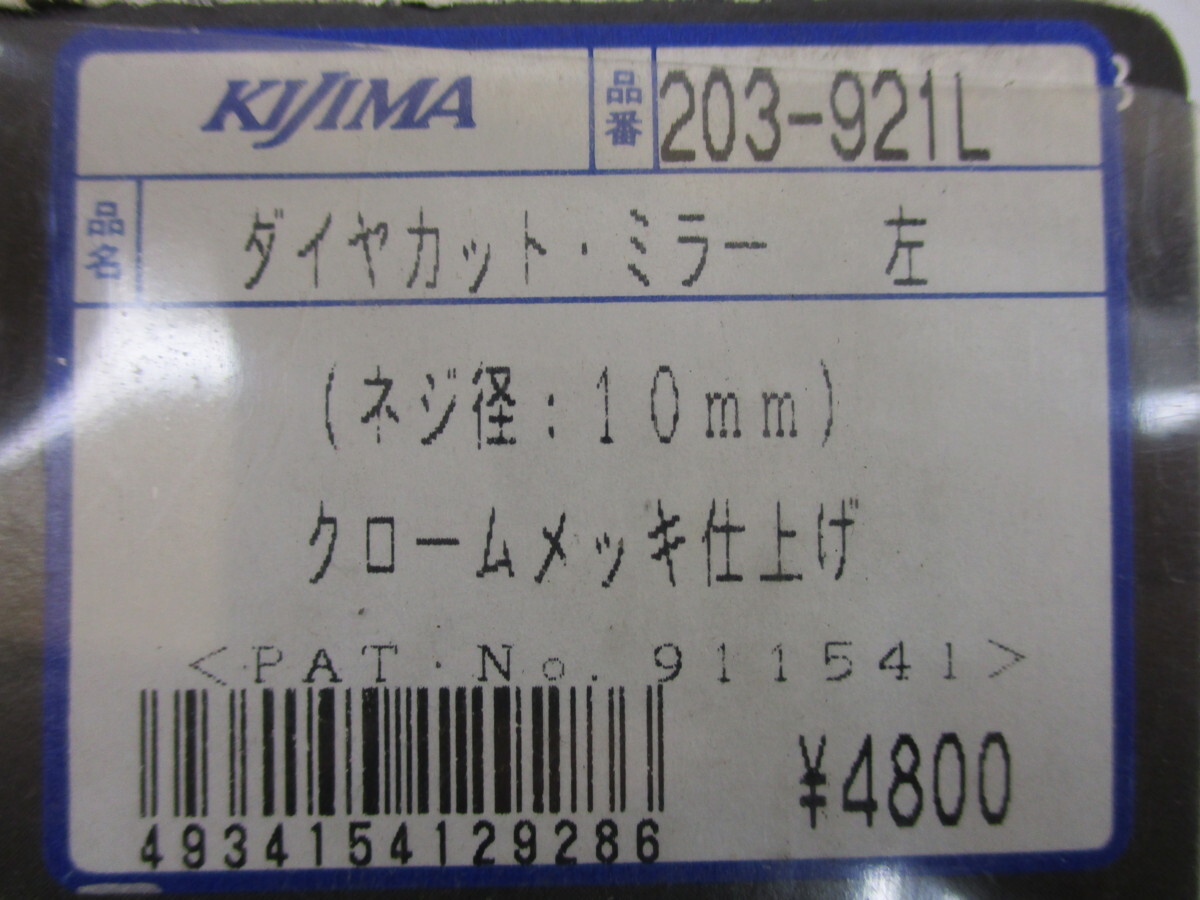 KIJIMA 品番 203-921L
品名 ダイヤカット・ミラー 左
(ネジ径:10mm)
クロームメッキ仕上げ
<PAT・No. 911541>
¥4800
4934154129286